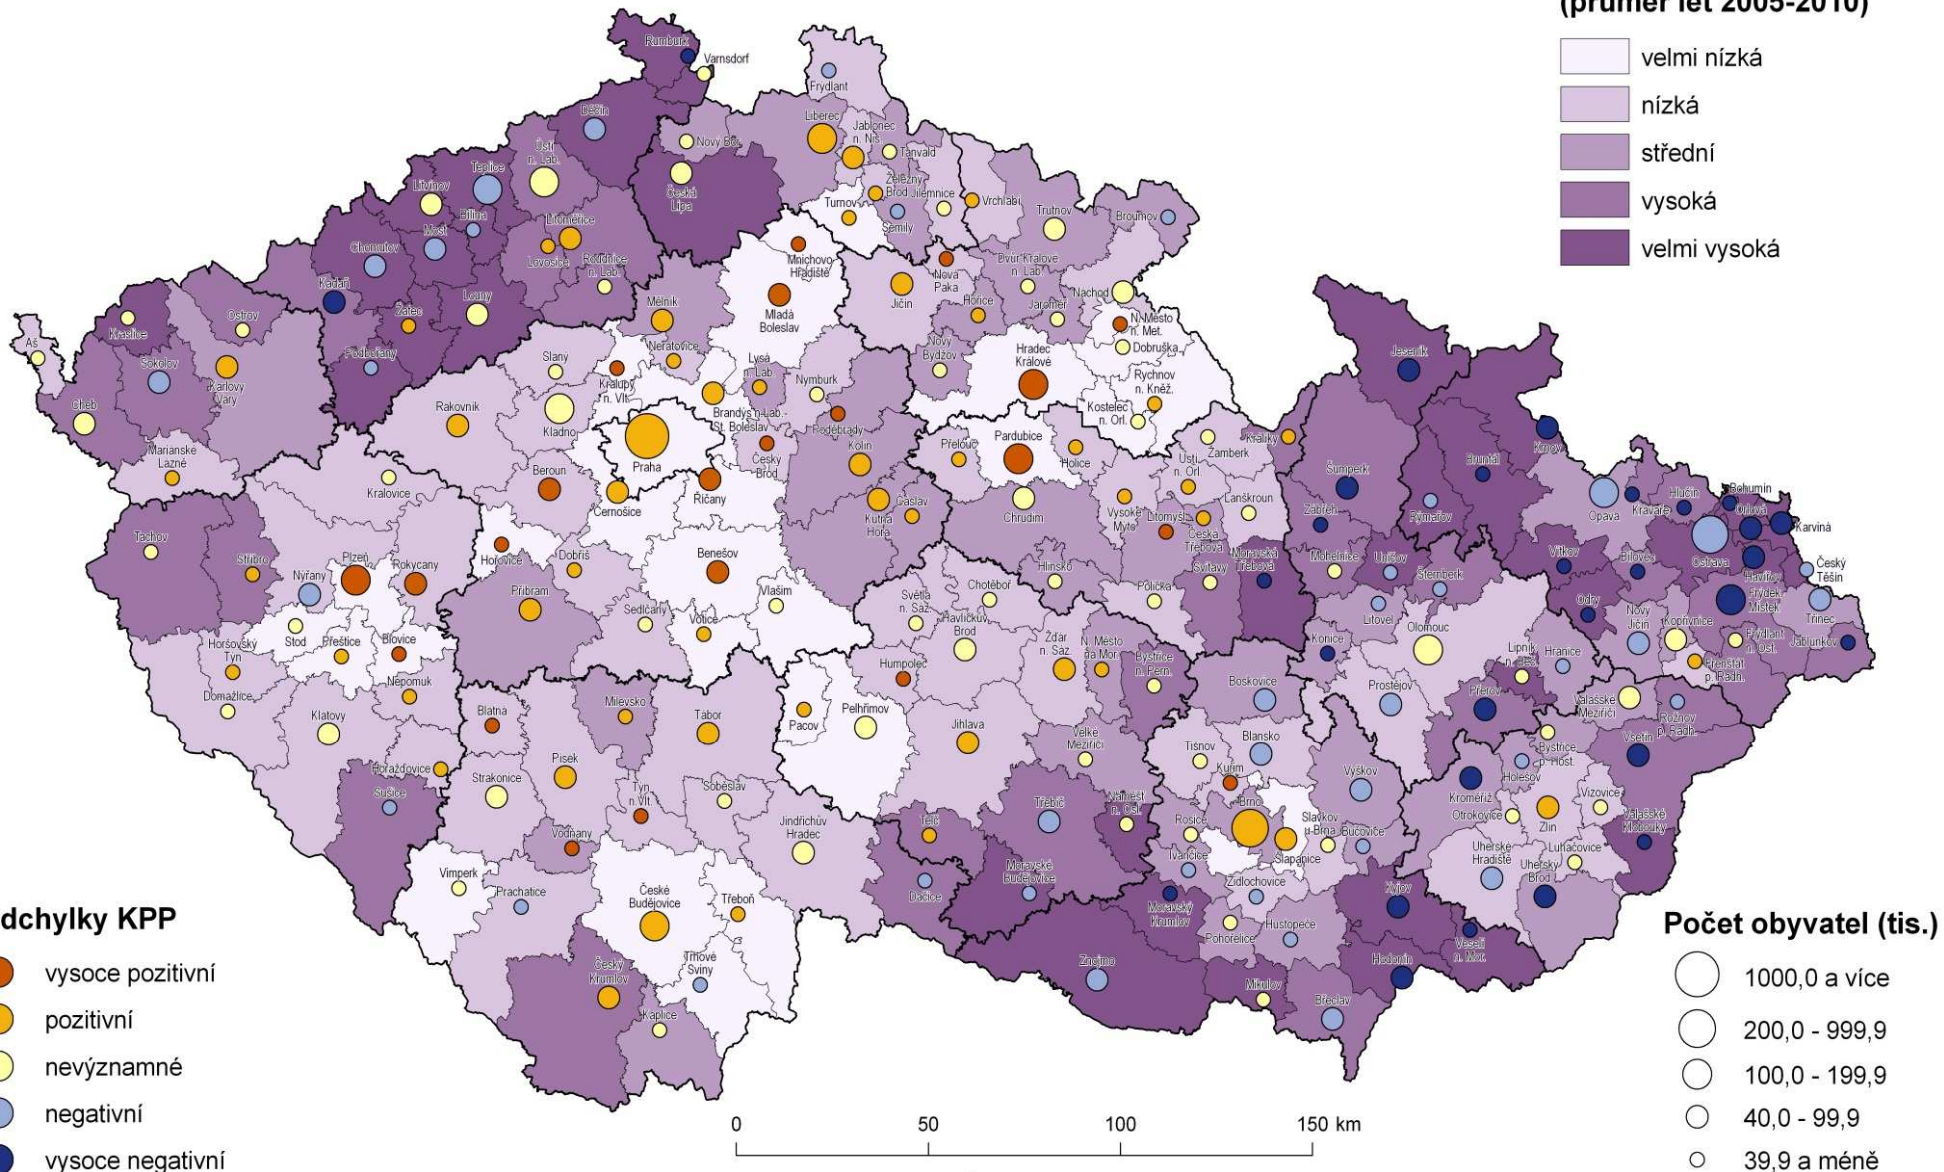 (průměr let 2005-2010)
velmi nízká
nízká
střední
vysoká
velmi vysoká
Rumburk
Varnsdorf
Frýdlant
Děčín
Liberec
Jablonec
n. Nis.
Nový Bor
Tanvald
Ústí
n. Lab.
Teplice
Litvínov
Česká
Lípa
Železný
Brod
Jilemnice
Vrchlabí
Turnov
Semily
Trutnov
Broumov
Bílina
Most
Litoměřice
Lovosice
Roudnice
n. Lab.
Chomutov
Kadaň
Žatec
Louny
Podbořany
Mnichovo
Hradiště
Mladá
Boleslav
Jičín
Nová
Paka
Dvůr Králové
n. Lab.
Hořice
Jaroměř
Náchod
N. Město
n. Met.
Dobruška
Kraslice
Ostrov
Aš
Sokolov
Karlovy
Vary
Cheb
Mariánské
Lázně
Mělník
Neratovice
Slaný
Kralupy
n. Vlt.
Lysá
n. Lab
Nymburk
Nový
Bydžov
Hradec
Králové
Rychnov
n. Kněž.
Kostelec
n. Orl.
Rakovník
Kladno
Praha
Brandýs n-Lab.-
St. Boleslav
Poděbrady
Český
Brod
Kolín
Přelouč
Pardubice
Holice
Žamberk
Králíky
Jeseník
Ústí
n. Orl.
Kralovice
Beroun
Černošice
Říčany
Kutná
Hora
Čáslav
Chrudim
Vysoké
Mýto
Litomyšl
Česká
Třebová
Lanškroun
Šumperk
Bruntál
Krnov
Zábřeh
Rýmařov
Opava
Kravaře
Hlučín
Bohumín
Orlová
Karviná
Tachov
Stříbro
Plzeň
Rokycany
Nýřany
Hořovice
Dobříš
Benešov
Příbram
Vlašim
Sedlčany
Votice
Hlinsko
Svitavy
Moravská
Třebová
Mohelnice
Uničov
Šternberk
Vítkov
Bílovec
Ostrava
Havířov
Český
Těšín
Polička
Chotěboř
Světlá
n. Sáz.
Havlíčkův
Brod
Litovel
Odry
Nový
Jičín
Kopřivnice
Frýdek-
Místek
Třinec
Jablunkov
Frýdlant
n. Ost.
Frenštát
p. Radh.
Stod
Přeštice
Blovice
Horšovský
Týn
Nepomuk
Domažlice
Klatovy
Humpolec
Žďár
n. Sáz.
N. Město
na Mor.
Bystřice
n. Pern.
Konice
Olomouc
Lipník
n. Beč.
Hranice
Boskovice
Prostějov
Přerov
Valašské
Meziříčí
Rožnov
p. Radh.
Blatná
Milevsko
Tábor
Pacov
Pelhřimov
Jihlava
Velké
Meziříčí
Tišnov
Blansko
Bystřice
p. Host.
Vsetín
Holešov
Horažďovice
Sušice
Strakonice
Písek
Týn
n. Vlt.
Soběslav
Kuřim
Vyškov
Kroměříž
Otrokovice
Zlín
Vizovice
Valašské
Klobouky
Vodňany
Jindřichův
Hradec
Telč
Třebíč
Náměšť
n. Osl.
Rosice
Brno
Slavkov
u Brna
Bučovice
Šlapanice
Ivančice
Židlochovice
Uherské
Hradiště
Uherský
Brod
Luhačovice
Vimperk
Prachatice
České
Budějovice
Třeboň
Dačice
Moravské
Budějovice
Moravský
Krumlov
Pohořelice
Hustopeče
Kyjov
Veselí
n. Mor.
Hodonín
Český
Krumlov
Trhové
Sviny
Kaplice
Znojmo
Mikulov
Břeclav
dchylky KPP
vysoce pozitivní
pozitivní
nevýznamné
negativní
vysoce negativní
0 50 100 150 km
Počet obyvatel (tis.)
1000,0 a více
200,0 - 999,9
100,0 - 199,9
40,0 - 99,9
39,9 a méně